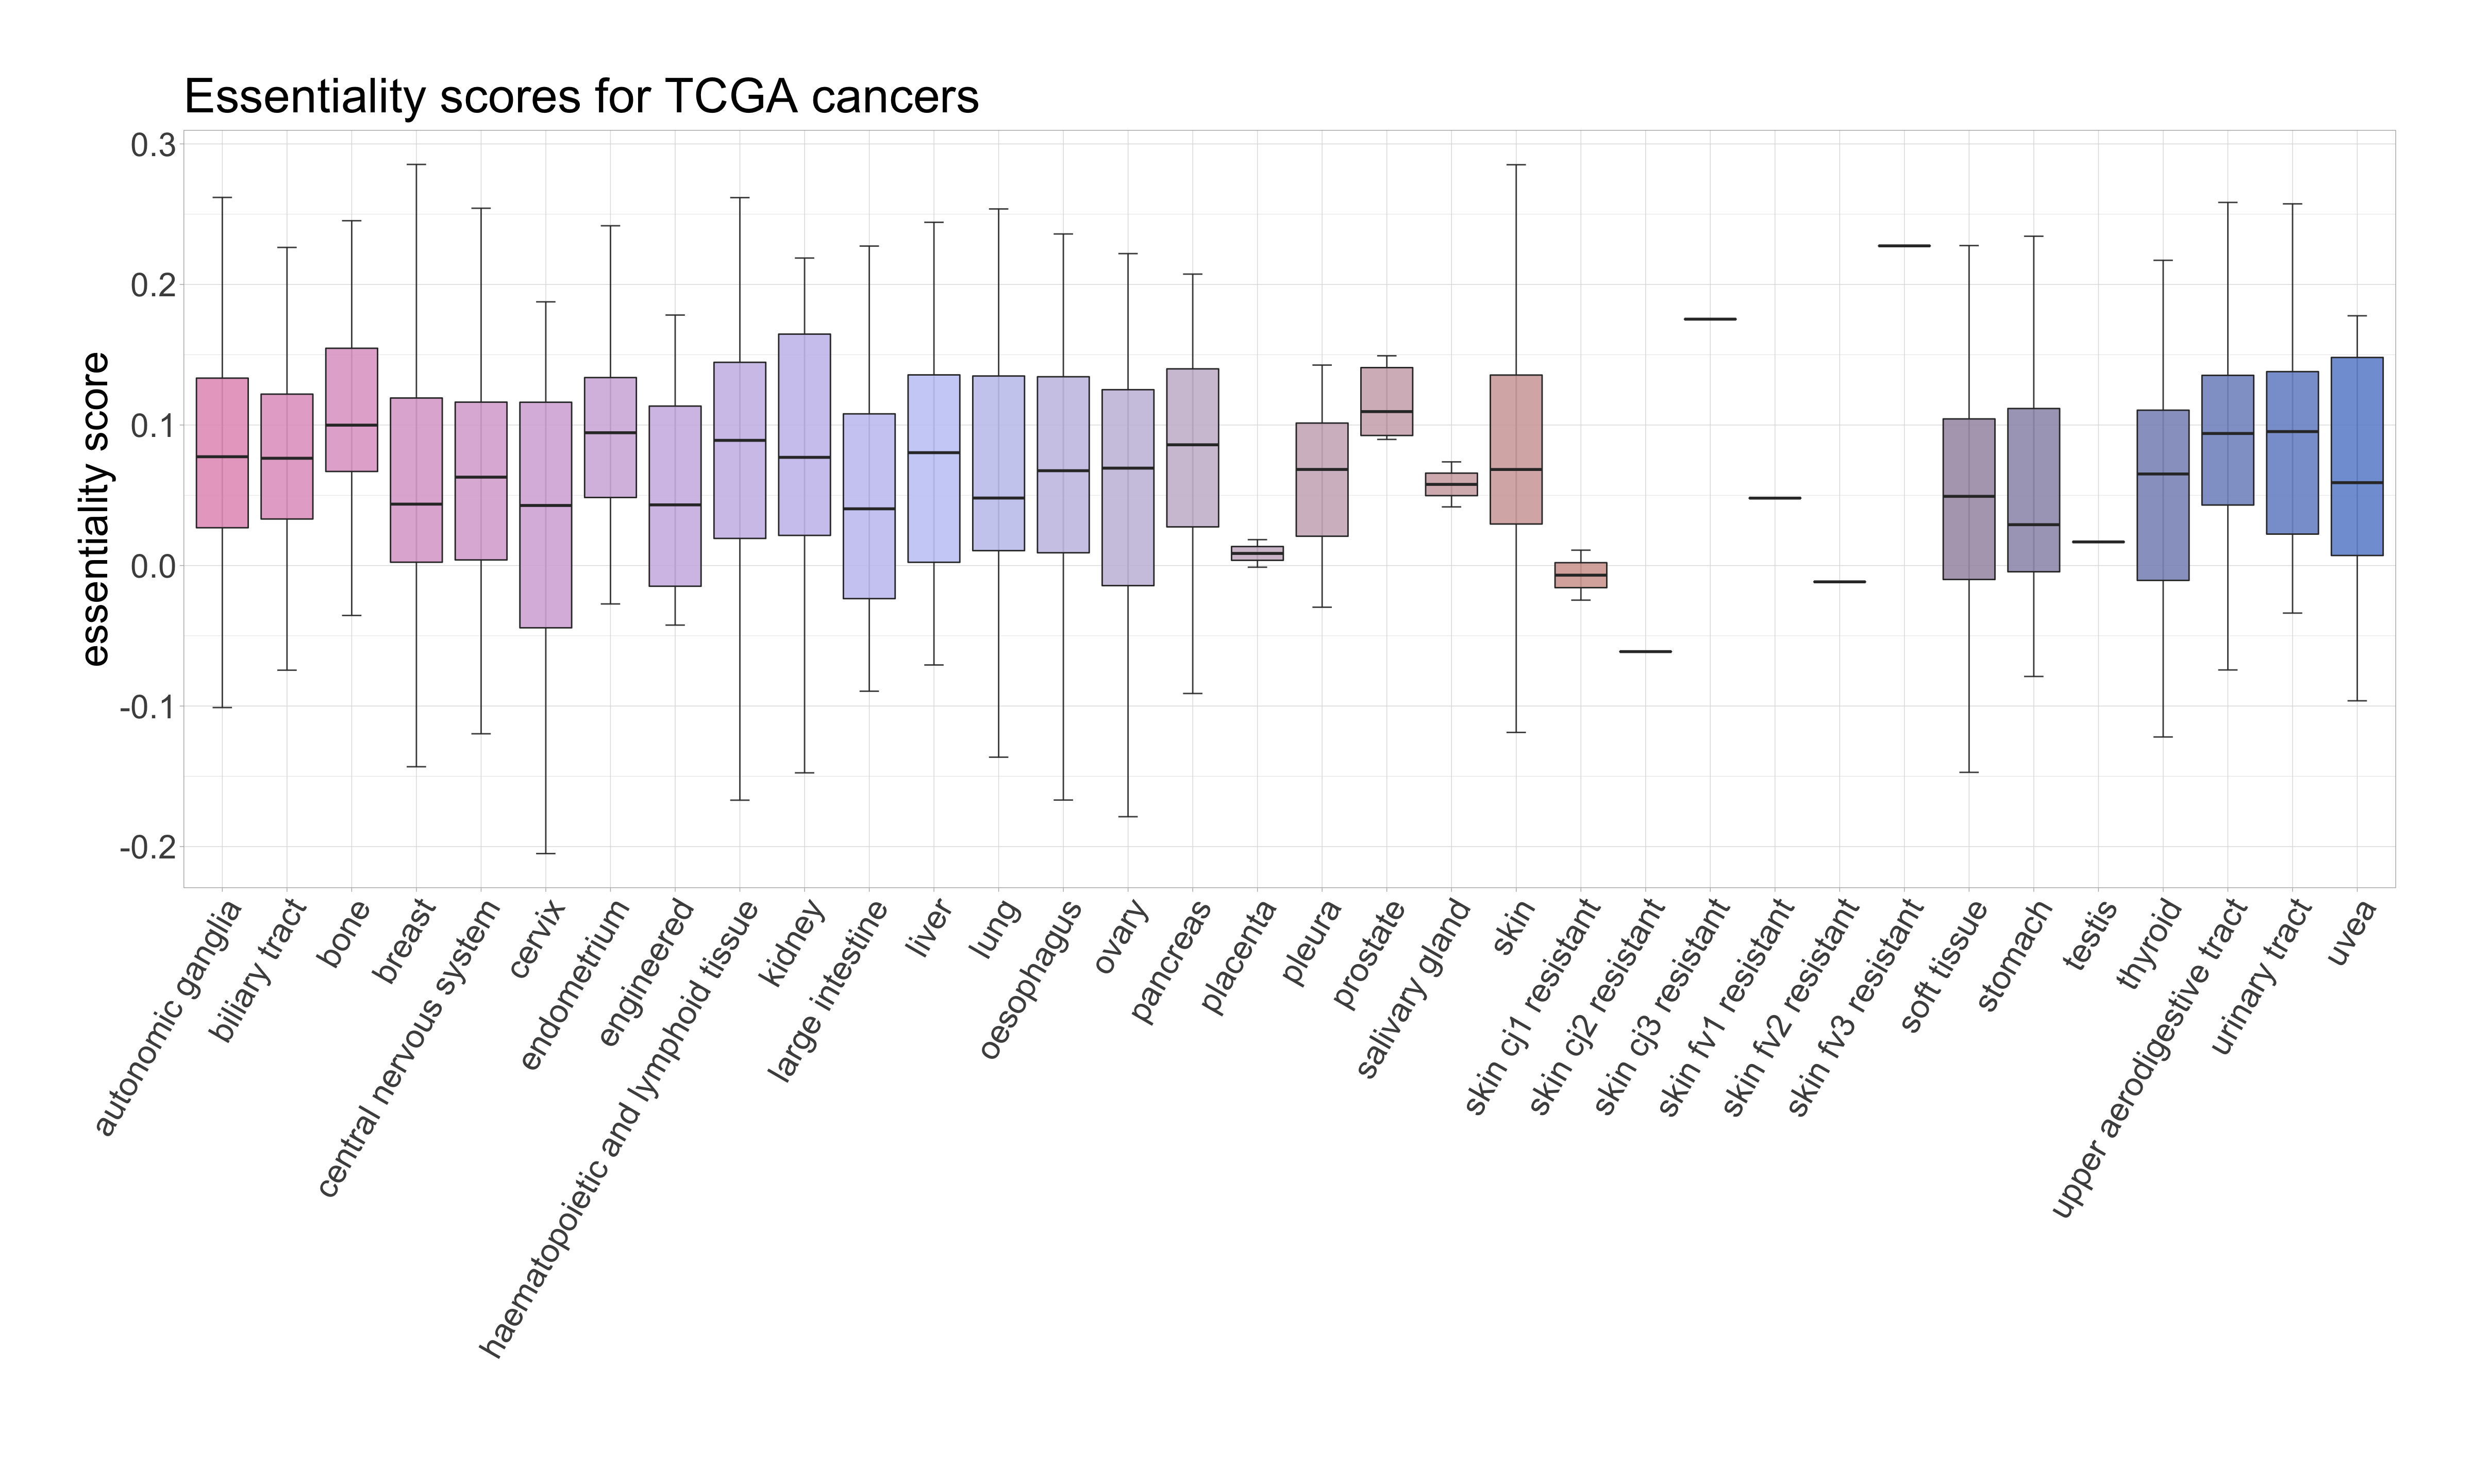 Essentiality scores for TCGA cancers
essentiality score
0.3
0.2
0.1
0.0
-0.1
-0.2
autonomic ganglia
biliary tract
bone
breast
central nervous system
cervix
endometrium
engineered
haematopoietic and lymphoid tissue
kidney
large intestine
liver
lung
oesophagus
ovary
pancreas
placenta
pleura
prostate
salivary gland
skin
skin cj1 resistant
skin cj2 resistant
skin cj3 resistant
skin fv1 resistant
skin fv2 resistant
skin fv3 resistant
soft tissue
stomach
testis
thyroid
upper aerodigestive tract
urinary tract
uvea